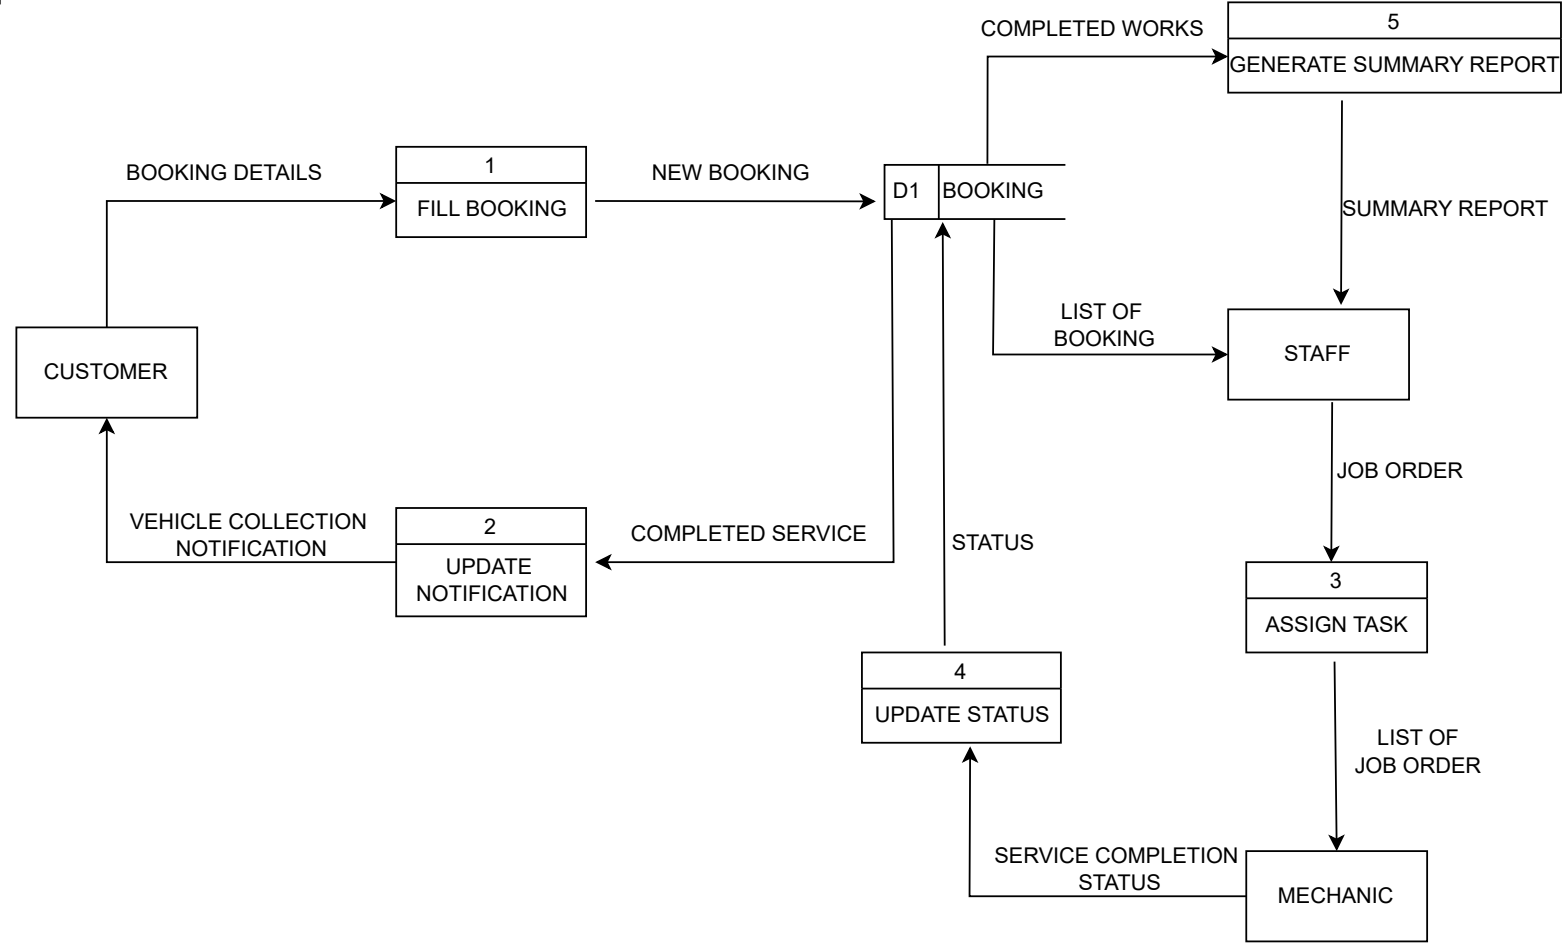 COMPLETED WORKS
5
GENERATE SUMMARY REPORT
BOOKING DETAILS
1
FILL BOOKING
NEW BOOKING
D1
BOOKING
SUMMARY REPORT
LIST OF
BOOKING
STAFF
CUSTOMER
JOB ORDER
VEHICLE COLLECTION
NOTIFICATION
2
UPDATE
NOTIFICATION
COMPLETED SERVICE
STATUS
3
ASSIGN TASK
4
UPDATE STATUS
LIST OF
JOB ORDER
SERVICE COMPLETION
STATUS
MECHANIC